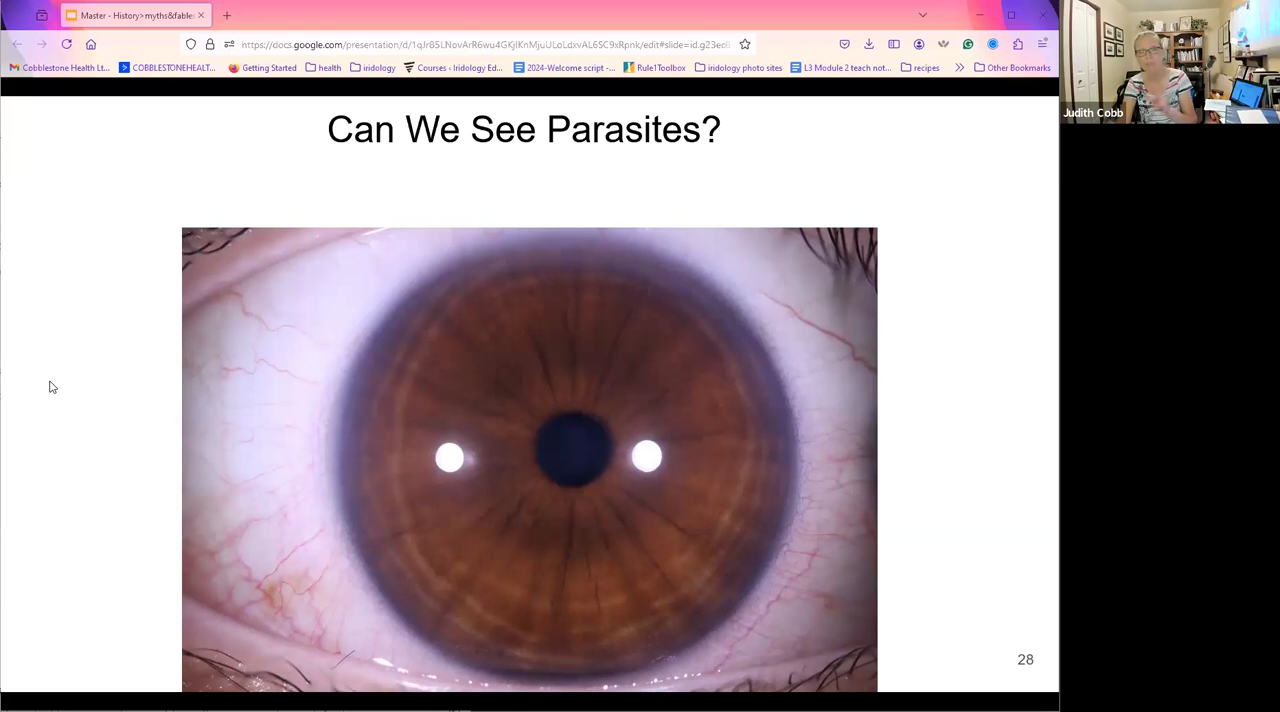 Master - History>myths&fable
https://docs.google.com/presentation/d/1qJr85LNovArR6wu4GKjIKnMjuULoLdxvAL6SC9xRpnk/edit#slide=id.g23ec
Cobblestone Health Lt...
COBBLESTONEHEALT...
Getting Started
health
iridology
Courses ‹ Iridology Ed...
2024-Welcome script -...
Rule1Toolbox
iridology photo sites
L3 Module 2 teach not...
recipes
Other Bookmarks
Judith Cobb
Can We See Parasites?
28